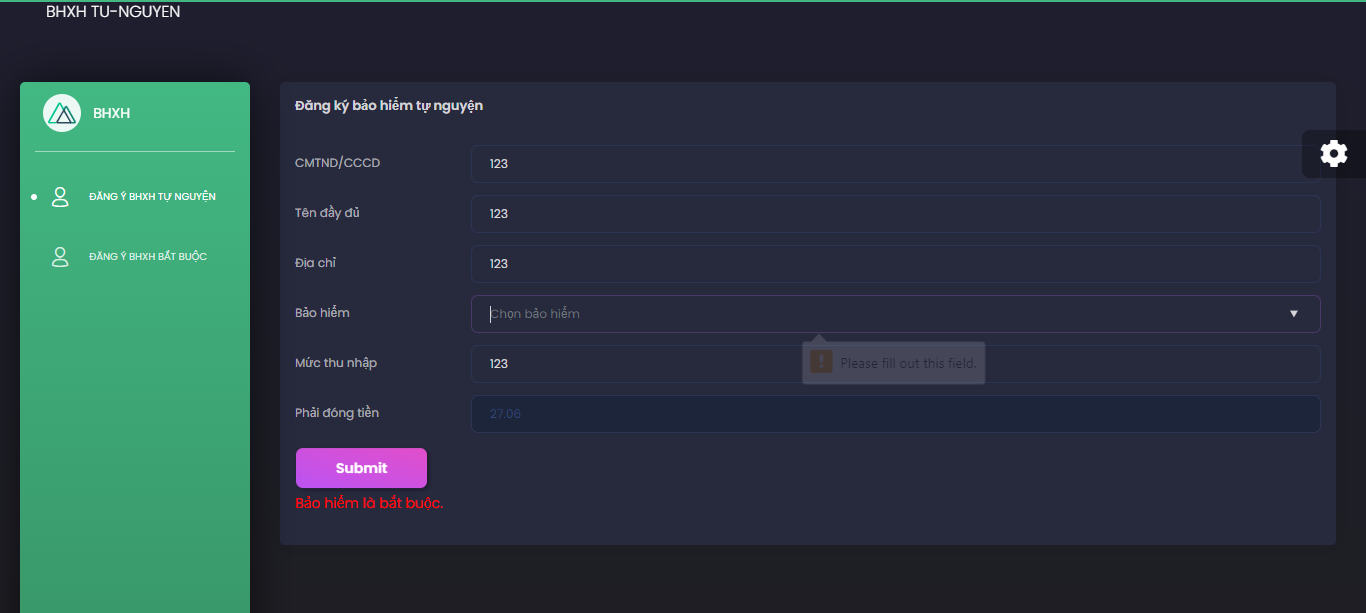 BHXH TU-NGUYEN
BHXH
ĐĂNG Ý BHXH TỰ NGUYỆN
ĐĂNG Ý BHXH BẮT BUỘC
Đăng ký bảo hiểm tự nguyện
CMTND/CCCD
123
Tên đầy đủ
123
Địa chỉ
123
Bảo hiểm
Chọn bảo hiểm
Please fill out this field.
Mức thu nhập
123
Phải đóng tiền
27.06
Submit
Bảo hiểm là bắt buộc.